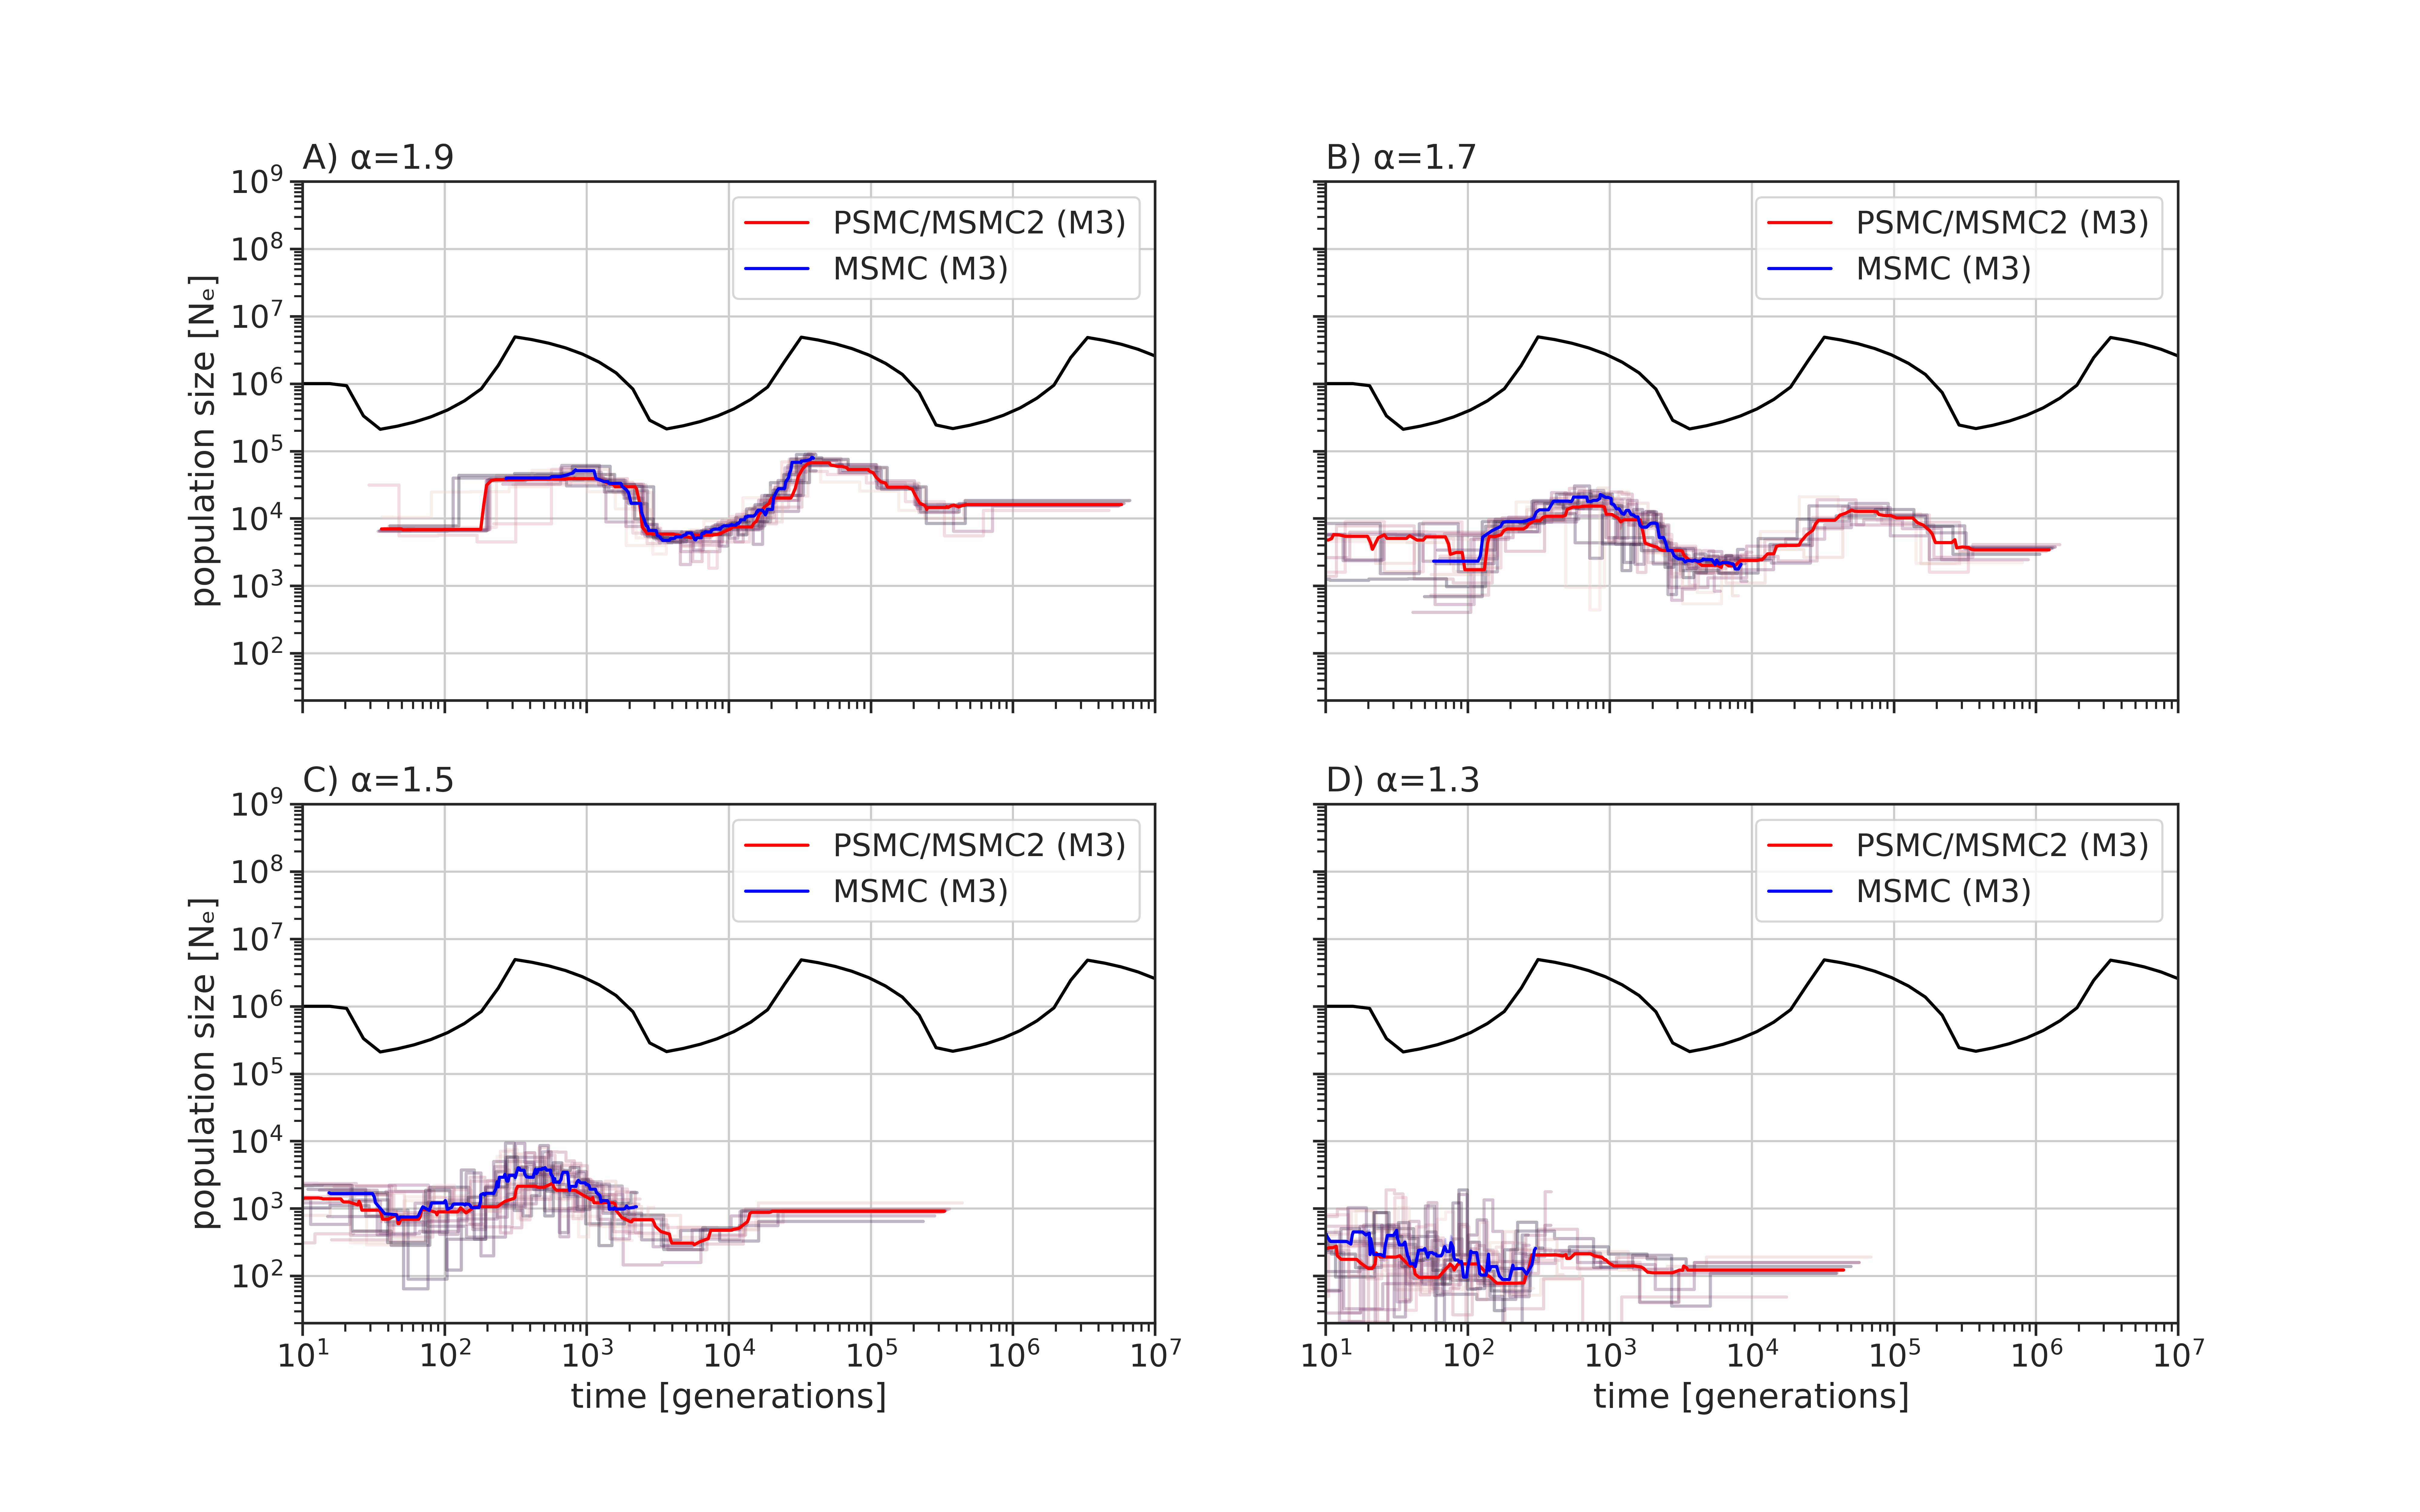 A) α=1.9
B) α=1.7
10⁹
10⁸
10⁷
10⁶
10⁵
10⁴
10³
10²
population size [Nₑ]
PSMC/MSMC2 (M3)
MSMC (M3)
PSMC/MSMC2 (M3)
MSMC (M3)
C) α=1.5
D) α=1.3
10⁹
10⁸
10⁷
10⁶
10⁵
10⁴
10³
10²
population size [Nₑ]
PSMC/MSMC2 (M3)
MSMC (M3)
PSMC/MSMC2 (M3)
MSMC (M3)
10¹ 10² 10³ 10⁴ 10⁵ 10⁶ 10⁷
10¹ 10² 10³ 10⁴ 10⁵ 10⁶ 10⁷
time [generations]
time [generations]